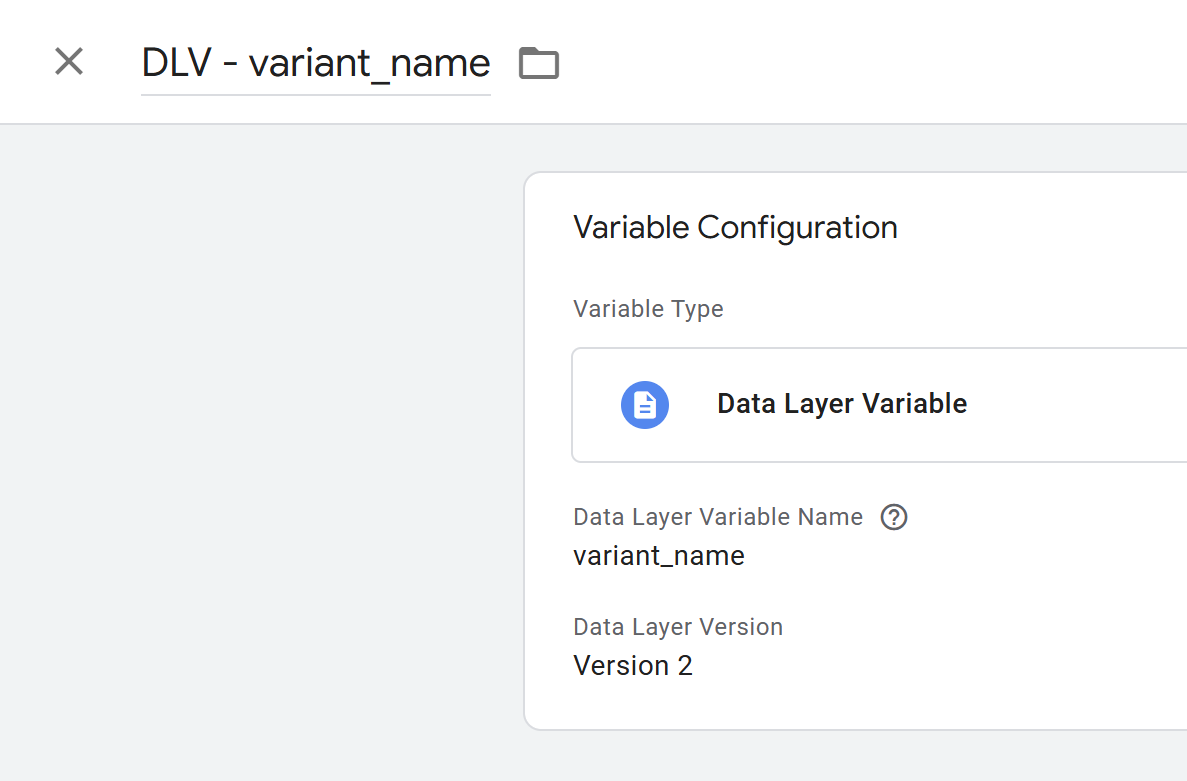 DLV - variant_name
Variable Configuration
Variable Type
Data Layer Variable
Data Layer Variable Name
variant_name
Data Layer Version
Version 2